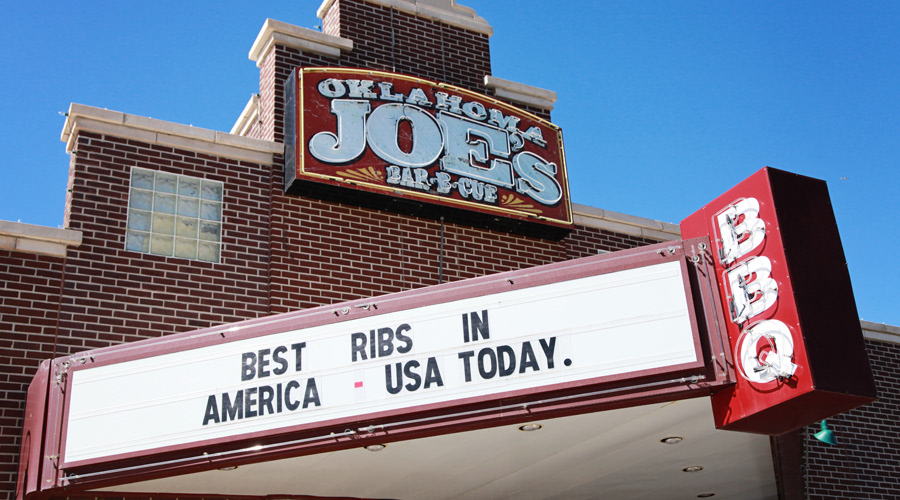 OKLAHOMA
JOE'S
BAR-B-CUE
BBQ
BEST RIBS IN
AMERICA - USA TODAY.